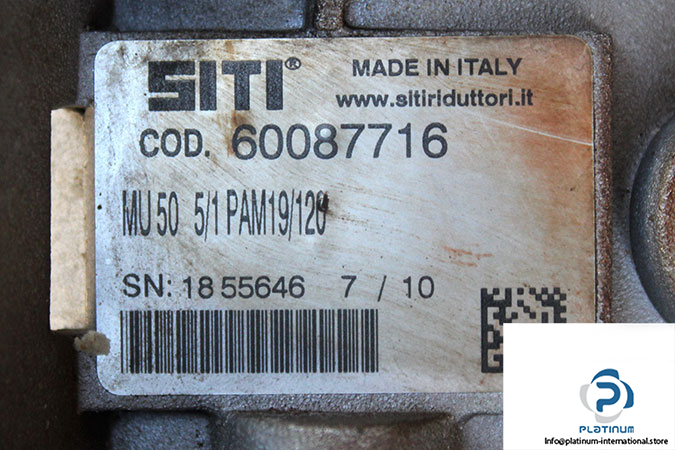 SITI®
MADE IN ITALY
www.sitiriduttori.it
COD. 60087716
MU 50 5/1 PAM19/120
SN: 18 55646 7 / 10
PLATINUM
Info@platinum-international.store